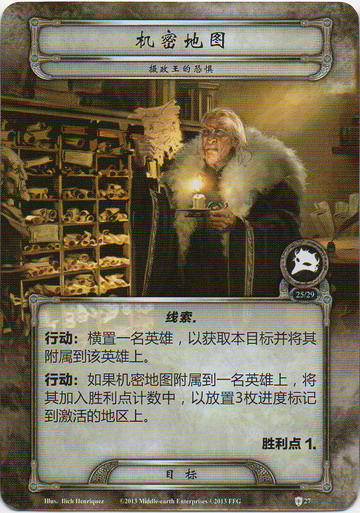 机密地图
摄政王的恐惧
25/29
线索.
行动：横置一名英雄，以获取本目标并将其
附属到该英雄上。
行动：如果机密地图附属到一名英雄上，将
其加入胜利点计数中，以放置3枚进度标记
到激活的地区上。
胜利点 1.
目标
Illus. Ilich Henriquez ©2013 Middle-earth Enterprises ©2013 FFG 27